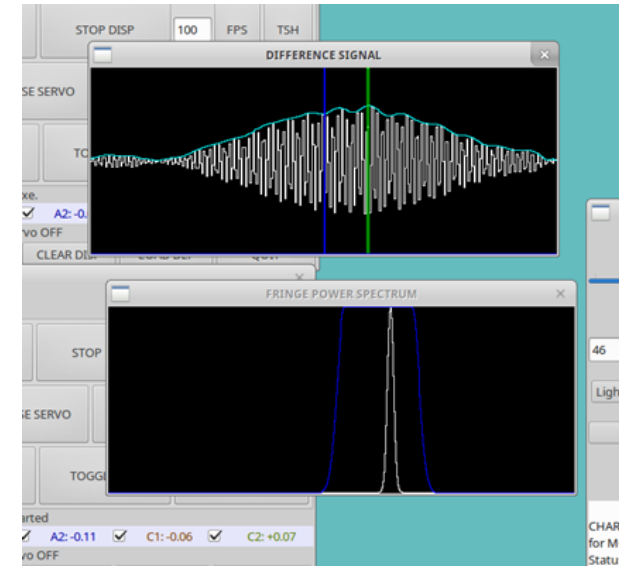 STOP DISP 100 FPS TSH
DIFFERENCE SIGNAL ×
SE SERVO
TO
xe.
A2: -0.
vo OFF
CLEAR DI
FRINGE POWER SPECTRUM ×
STOP
46
Ligh
SE SERVO
TOGG
arted
A2: -0.11 C1: -0.06 C2: +0.07
vo OFF
CHAR
for M
Statu